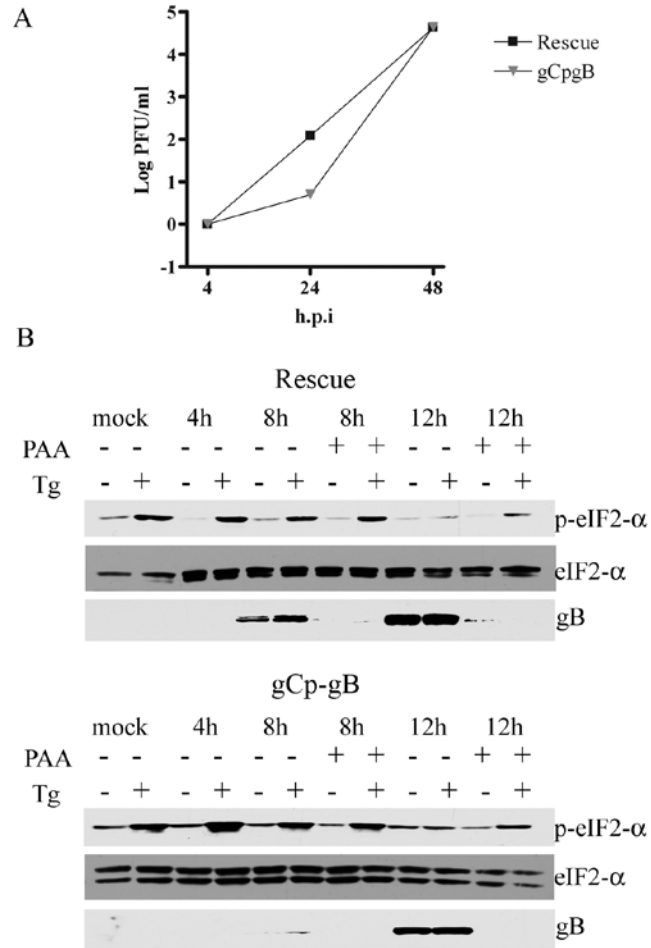 A
Log PFU/ml
5
4
3
2
1
0
-1
4 24 48
h.p.i
Rescue
gCpgB
B
Rescue
mock 4h 8h 8h 12h 12h
PAA - - - - - - + + - - + +
Tg - + - + - + - + - + - +
p-eIF2-α
eIF2-α
gB
gCp-gB
mock 4h 8h 8h 12h 12h
PAA - - - - - - + + - - + +
Tg - + - + - + - + - + - +
p-eIF2-α
eIF2-α
gB